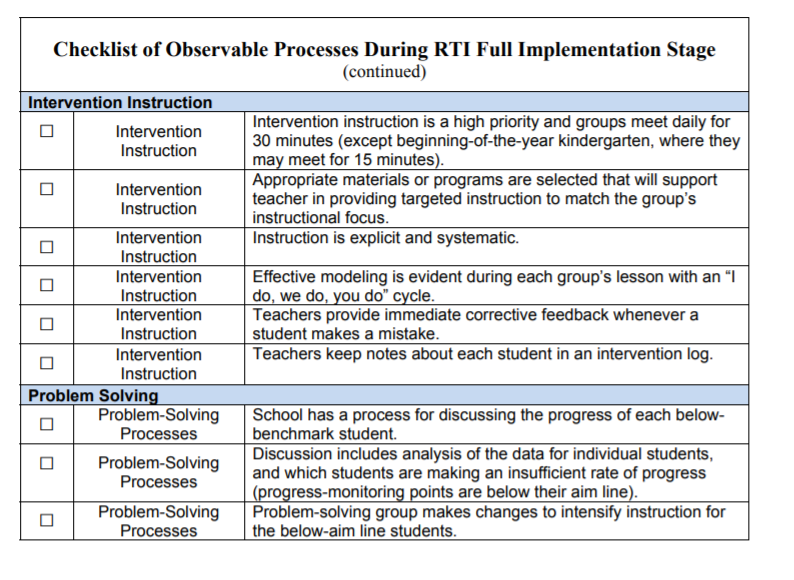 Checklist of Observable Processes During RTI Full Implementation Stage
(continued)
Intervention Instruction
☐ Intervention
Instruction
Intervention instruction is a high priority and groups meet daily for
30 minutes (except beginning-of-the-year kindergarten, where they
may meet for 15 minutes).
☐ Intervention
Instruction
Appropriate materials or programs are selected that will support
teacher in providing targeted instruction to match the group's
instructional focus.
☐ Intervention
Instruction
Instruction is explicit and systematic.
☐ Intervention
Instruction
Effective modeling is evident during each group's lesson with an “I
do, we do, you do” cycle.
☐ Intervention
Instruction
Teachers provide immediate corrective feedback whenever a
student makes a mistake.
☐ Intervention
Instruction
Teachers keep notes about each student in an intervention log.
Problem Solving
☐ Problem-Solving
Processes
School has a process for discussing the progress of each below-
benchmark student.
☐ Problem-Solving
Processes
Discussion includes analysis of the data for individual students,
and which students are making an insufficient rate of progress
(progress-monitoring points are below their aim line).
☐ Problem-Solving
Processes
Problem-solving group makes changes to intensify instruction for
the below-aim line students.